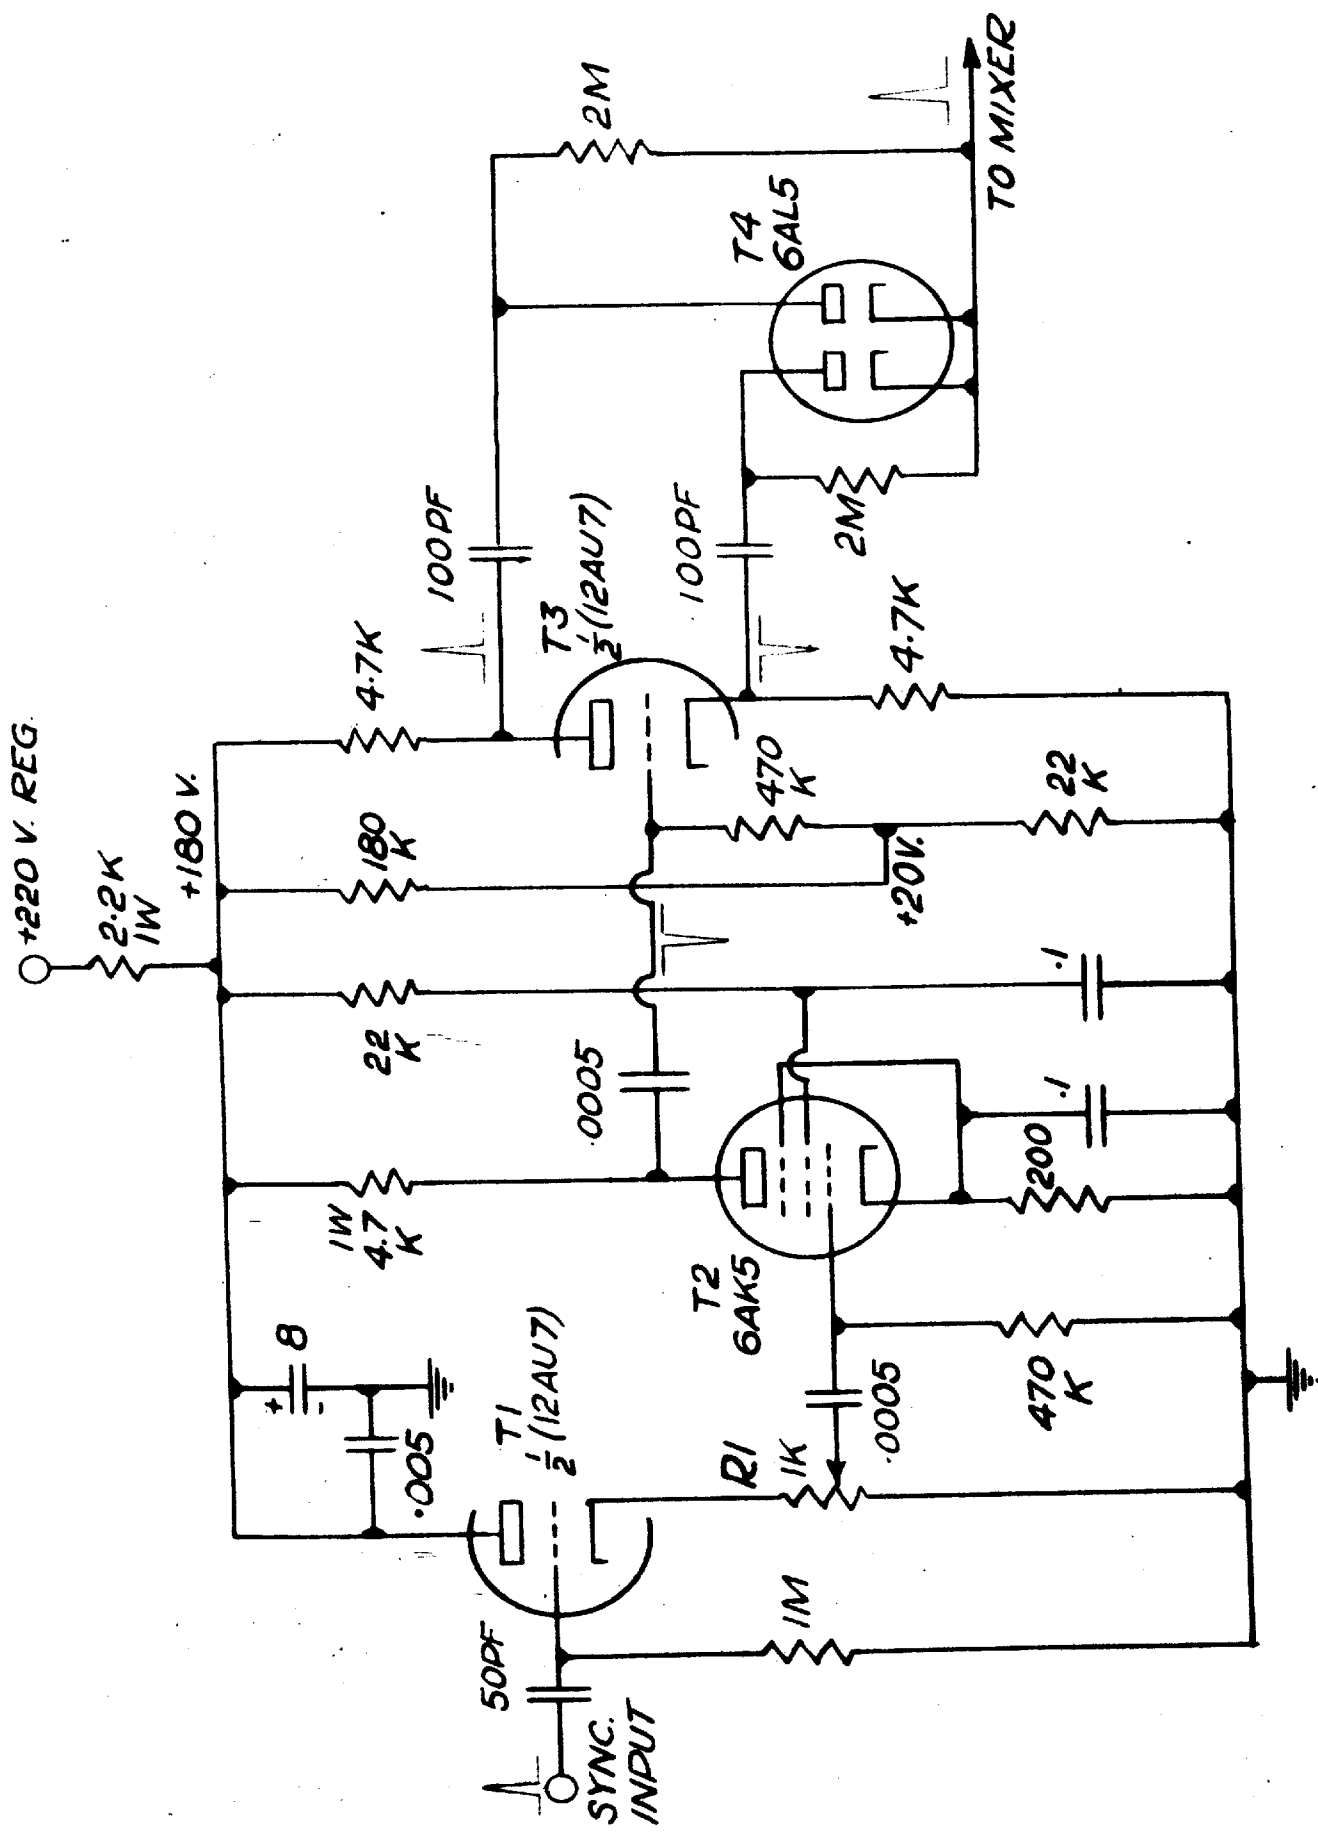 +220 V. REG.
2.2K
1W
+180 V.
8
+
-
.005
1W
4.7
K
22
K
180
K
4.7K
100PF
2M
T1
½(12AU7)
.0005
T3
½(12AU7)
T4
6AL5
50PF
SYNC.
INPUT
R1
1K
T2
6AK5
.0005
470
K
+20V.
100PF
2M
TO MIXER
1M
470
K
200
.1
.1
22
K
4.7K